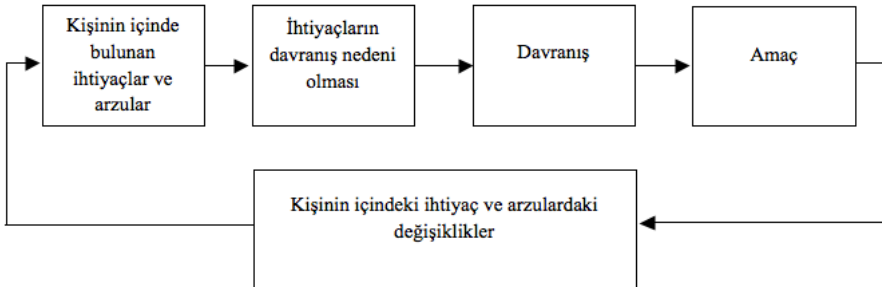 Kişinin içinde
bulunan
ihtiyaçlar ve
arzular
İhtiyaçların
davranış nedeni
olması
Davranış
Amaç
Kişinin içindeki ihtiyaç ve arzulardaki
değişiklikler